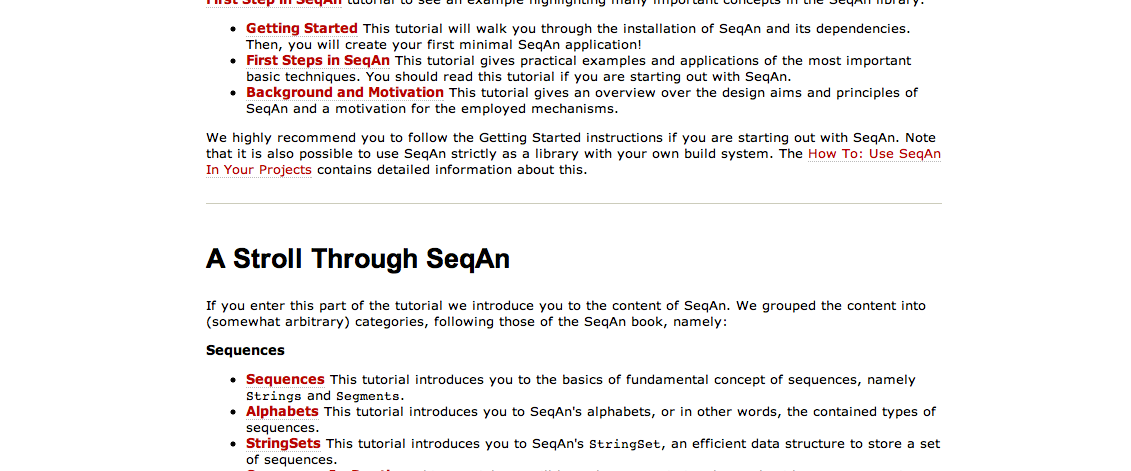 First Step in SeqAn tutorial to see an example highlighting many important concepts in the SeqAn library.
• Getting Started This tutorial will walk you through the installation of SeqAn and its dependencies.
Then, you will create your first minimal SeqAn application!
• First Steps in SeqAn This tutorial gives practical examples and applications of the most important
basic techniques. You should read this tutorial if you are starting out with SeqAn.
• Background and Motivation This tutorial gives an overview over the design aims and principles of
SeqAn and a motivation for the employed mechanisms.
We highly recommend you to follow the Getting Started instructions if you are starting out with SeqAn. Note
that it is also possible to use SeqAn strictly as a library with your own build system. The How To: Use SeqAn
In Your Projects contains detailed information about this.
A Stroll Through SeqAn
If you enter this part of the tutorial we introduce you to the content of SeqAn. We grouped the content into
(somewhat arbitrary) categories, following those of the SeqAn book, namely:
Sequences
• Sequences This tutorial introduces you to the basics of fundamental concept of sequences, namely
Strings and Segments.
• Alphabets This tutorial introduces you to SeqAn's alphabets, or in other words, the contained types of
sequences.
• StringSets This tutorial introduces you to SeqAn's StringSet, an efficient data structure to store a set
of sequences.